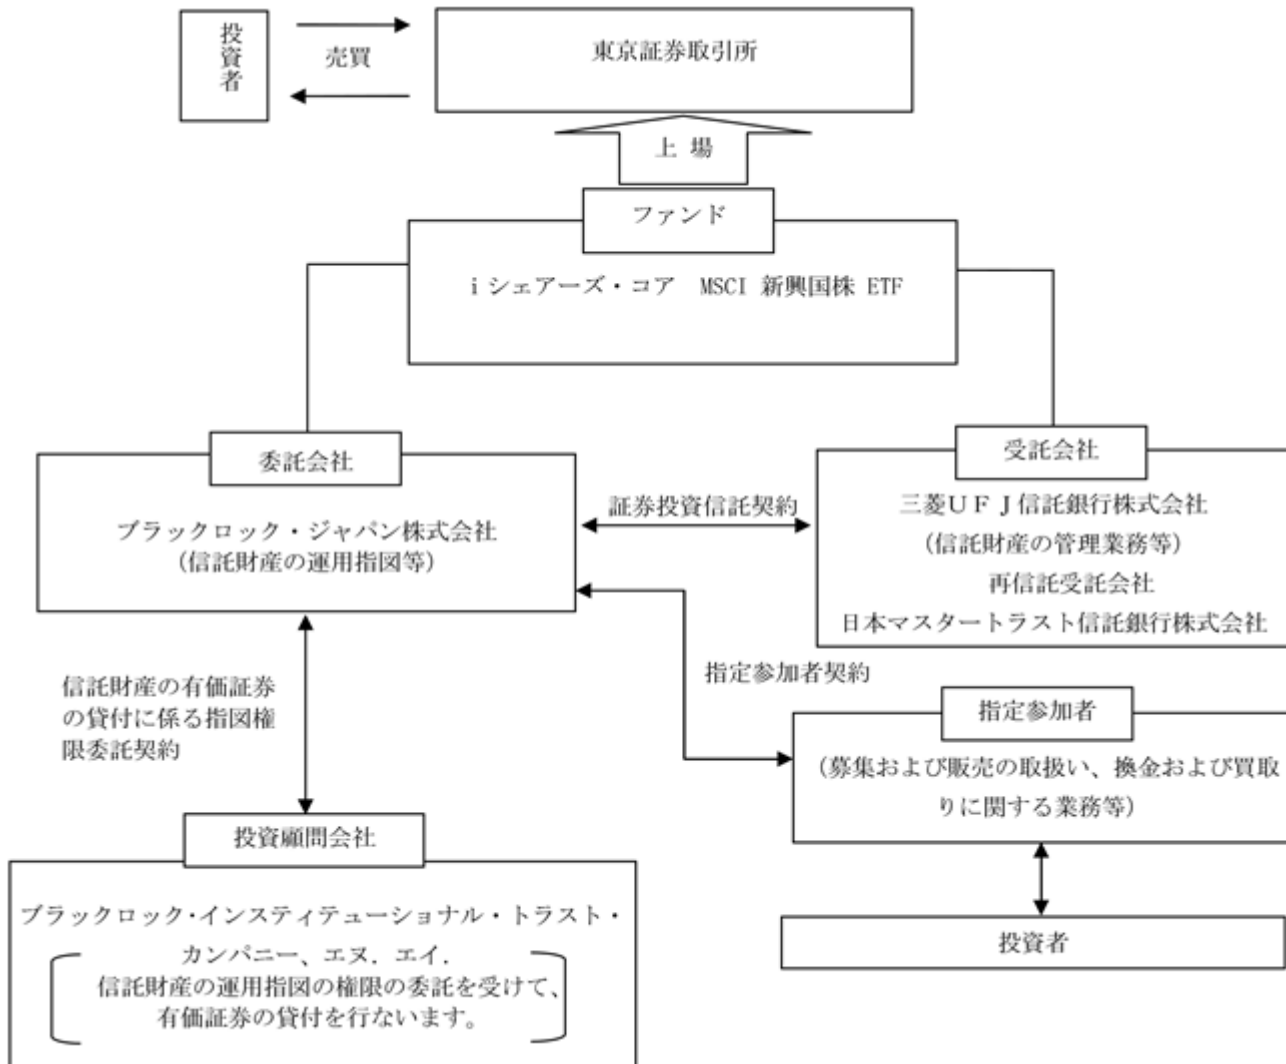 投資者
売買
東京証券取引所
上 場
ファンド
i シェアーズ・コア　MSCI 新興国株 ETF
委託会社
ブラックロック・ジャパン株式会社
(信託財産の運用指図等)
証券投資信託契約
受託会社
三菱ＵＦＪ信託銀行株式会社
(信託財産の管理業務等)
再信託受託会社
日本マスタートラスト信託銀行株式会社
信託財産の有価証券
の貸付に係る指図権
限委託契約
指定参加者契約
指定参加者
(募集および販売の取扱い、換金および買取
りに関する業務等)
投資者
投資顧問会社
ブラックロック・インスティテューショナル・トラスト・
カンパニー、エヌ．エイ．
信託財産の運用指図の権限の委託を受けて、
有価証券の貸付を行ないます。